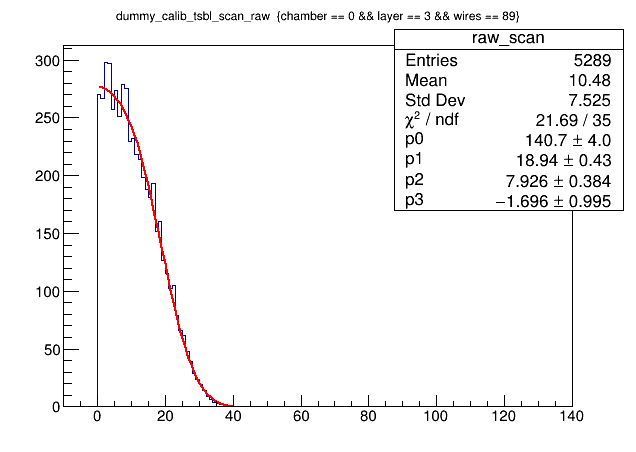 dummy_calib_tsbl_scan_raw {chamber == 0 && layer == 3 && wires == 89}
raw_scan
Entries 5289
Mean 10.48
Std Dev 7.525
χ² / ndf 21.69 / 35
p0 140.7 ± 4.0
p1 18.94 ± 0.43
p2 7.926 ± 0.384
p3 −1.696 ± 0.995
300
250
200
150
100
50
0
0 20 40 60 80 100 120 140